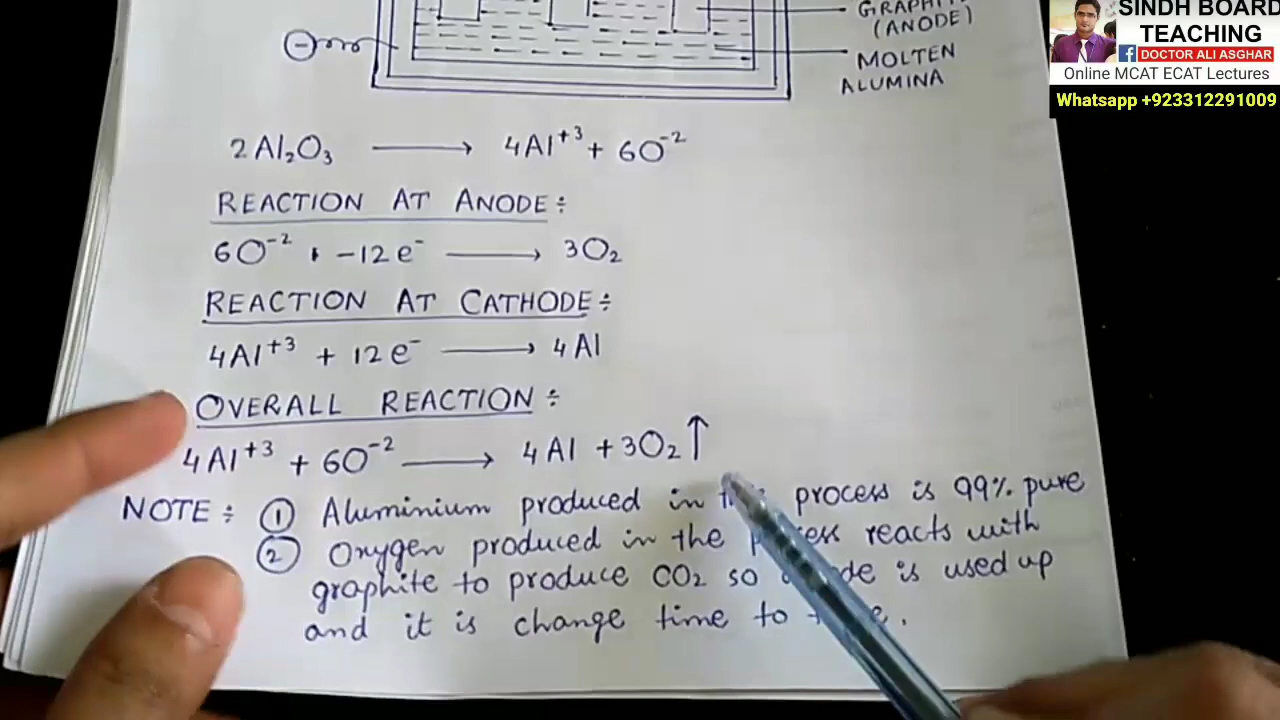 SINDH BOARD
TEACHING
f DOCTOR ALI ASGHAR
Online MCAT ECAT Lectures
Whatsapp +923312291009
(ANODE)
MOLTEN
ALUMINA
−
2Al₂O₃ ⟶ 4Al⁺³ + 6O⁻²
REACTION AT ANODE ÷
6O⁻² -12e⁻ ⟶ 3O₂
REACTION AT CATHODE ÷
4Al⁺³ + 12e⁻ ⟶ 4Al
OVERALL REACTION ÷
4Al⁺³ + 6O⁻² ⟶ 4Al + 3O₂↑
NOTE ÷ ① Aluminium produced in process is 99% pure
② Oxygen produced in the reacts with
graphite to produce CO₂ so is used up
and it is change time to